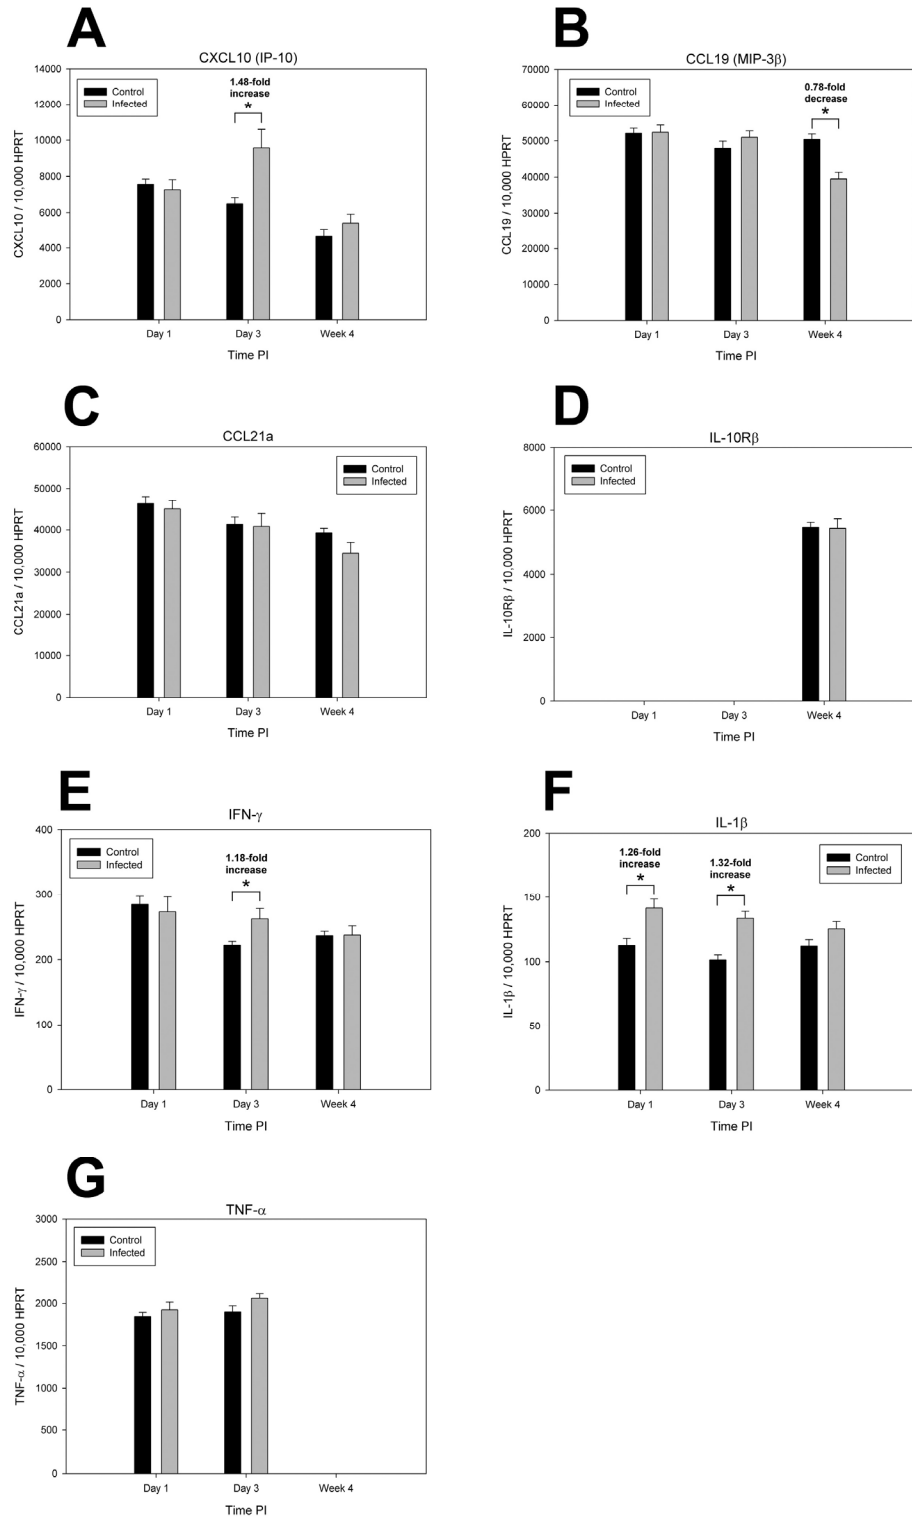 A
CXCL10 (IP-10)
14000
12000
10000
8000
6000
4000
2000
0
CXCL10 / 10,000 HPRT
Control
Infected
1.48-fold
increase
*
Day 1
Day 3
Week 4
Time PI
B
CCL19 (MIP-3β)
70000
60000
50000
40000
30000
20000
10000
0
CCL19 / 10,000 HPRT
Control
Infected
0.78-fold
decrease
*
Day 1
Day 3
Week 4
Time PI
C
CCL21a
60000
50000
40000
30000
20000
10000
0
CCL21a / 10,000 HPRT
Control
Infected
Day 1
Day 3
Week 4
Time PI
D
IL-10Rβ
8000
6000
4000
2000
0
IL-10Rβ / 10,000 HPRT
Control
Infected
Day 1
Day 3
Week 4
Time PI
E
IFN-γ
400
300
200
100
0
IFN-γ / 10,000 HPRT
Control
Infected
1.18-fold
increase
*
Day 1
Day 3
Week 4
Time PI
F
IL-1β
200
150
100
50
0
IL-1β / 10,000 HPRT
1.26-fold
increase
*
1.32-fold
increase
*
Control
Infected
Day 1
Day 3
Week 4
Time PI
G
TNF-α
3000
2500
2000
1500
1000
500
0
TNF-α / 10,000 HPRT
Control
Infected
Day 1
Day 3
Week 4
Time PI